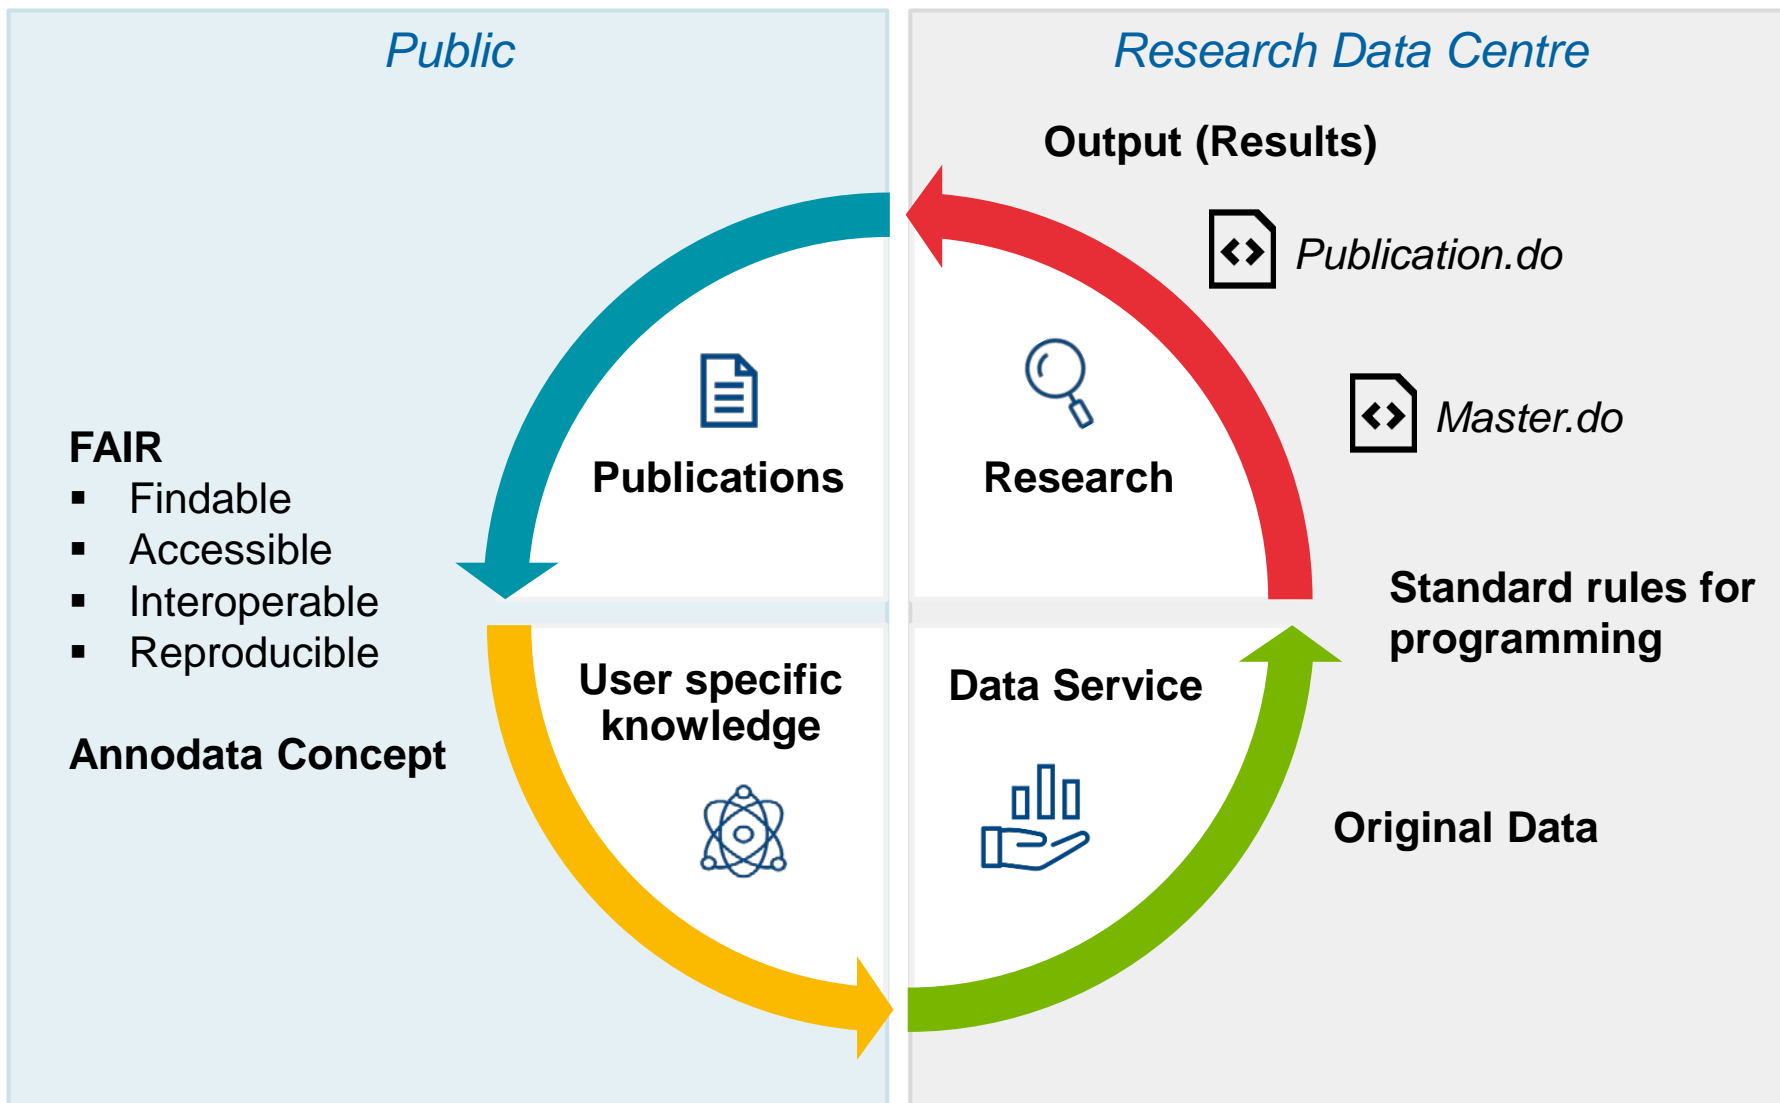 Public
Research Data Centre
Output (Results)
Publication.do
Master.do
Publications
Research
FAIR
▪ Findable
▪ Accessible
▪ Interoperable
▪ Reproducible
Annodata Concept
User specific
knowledge
Data Service
Standard rules for
programming
Original Data